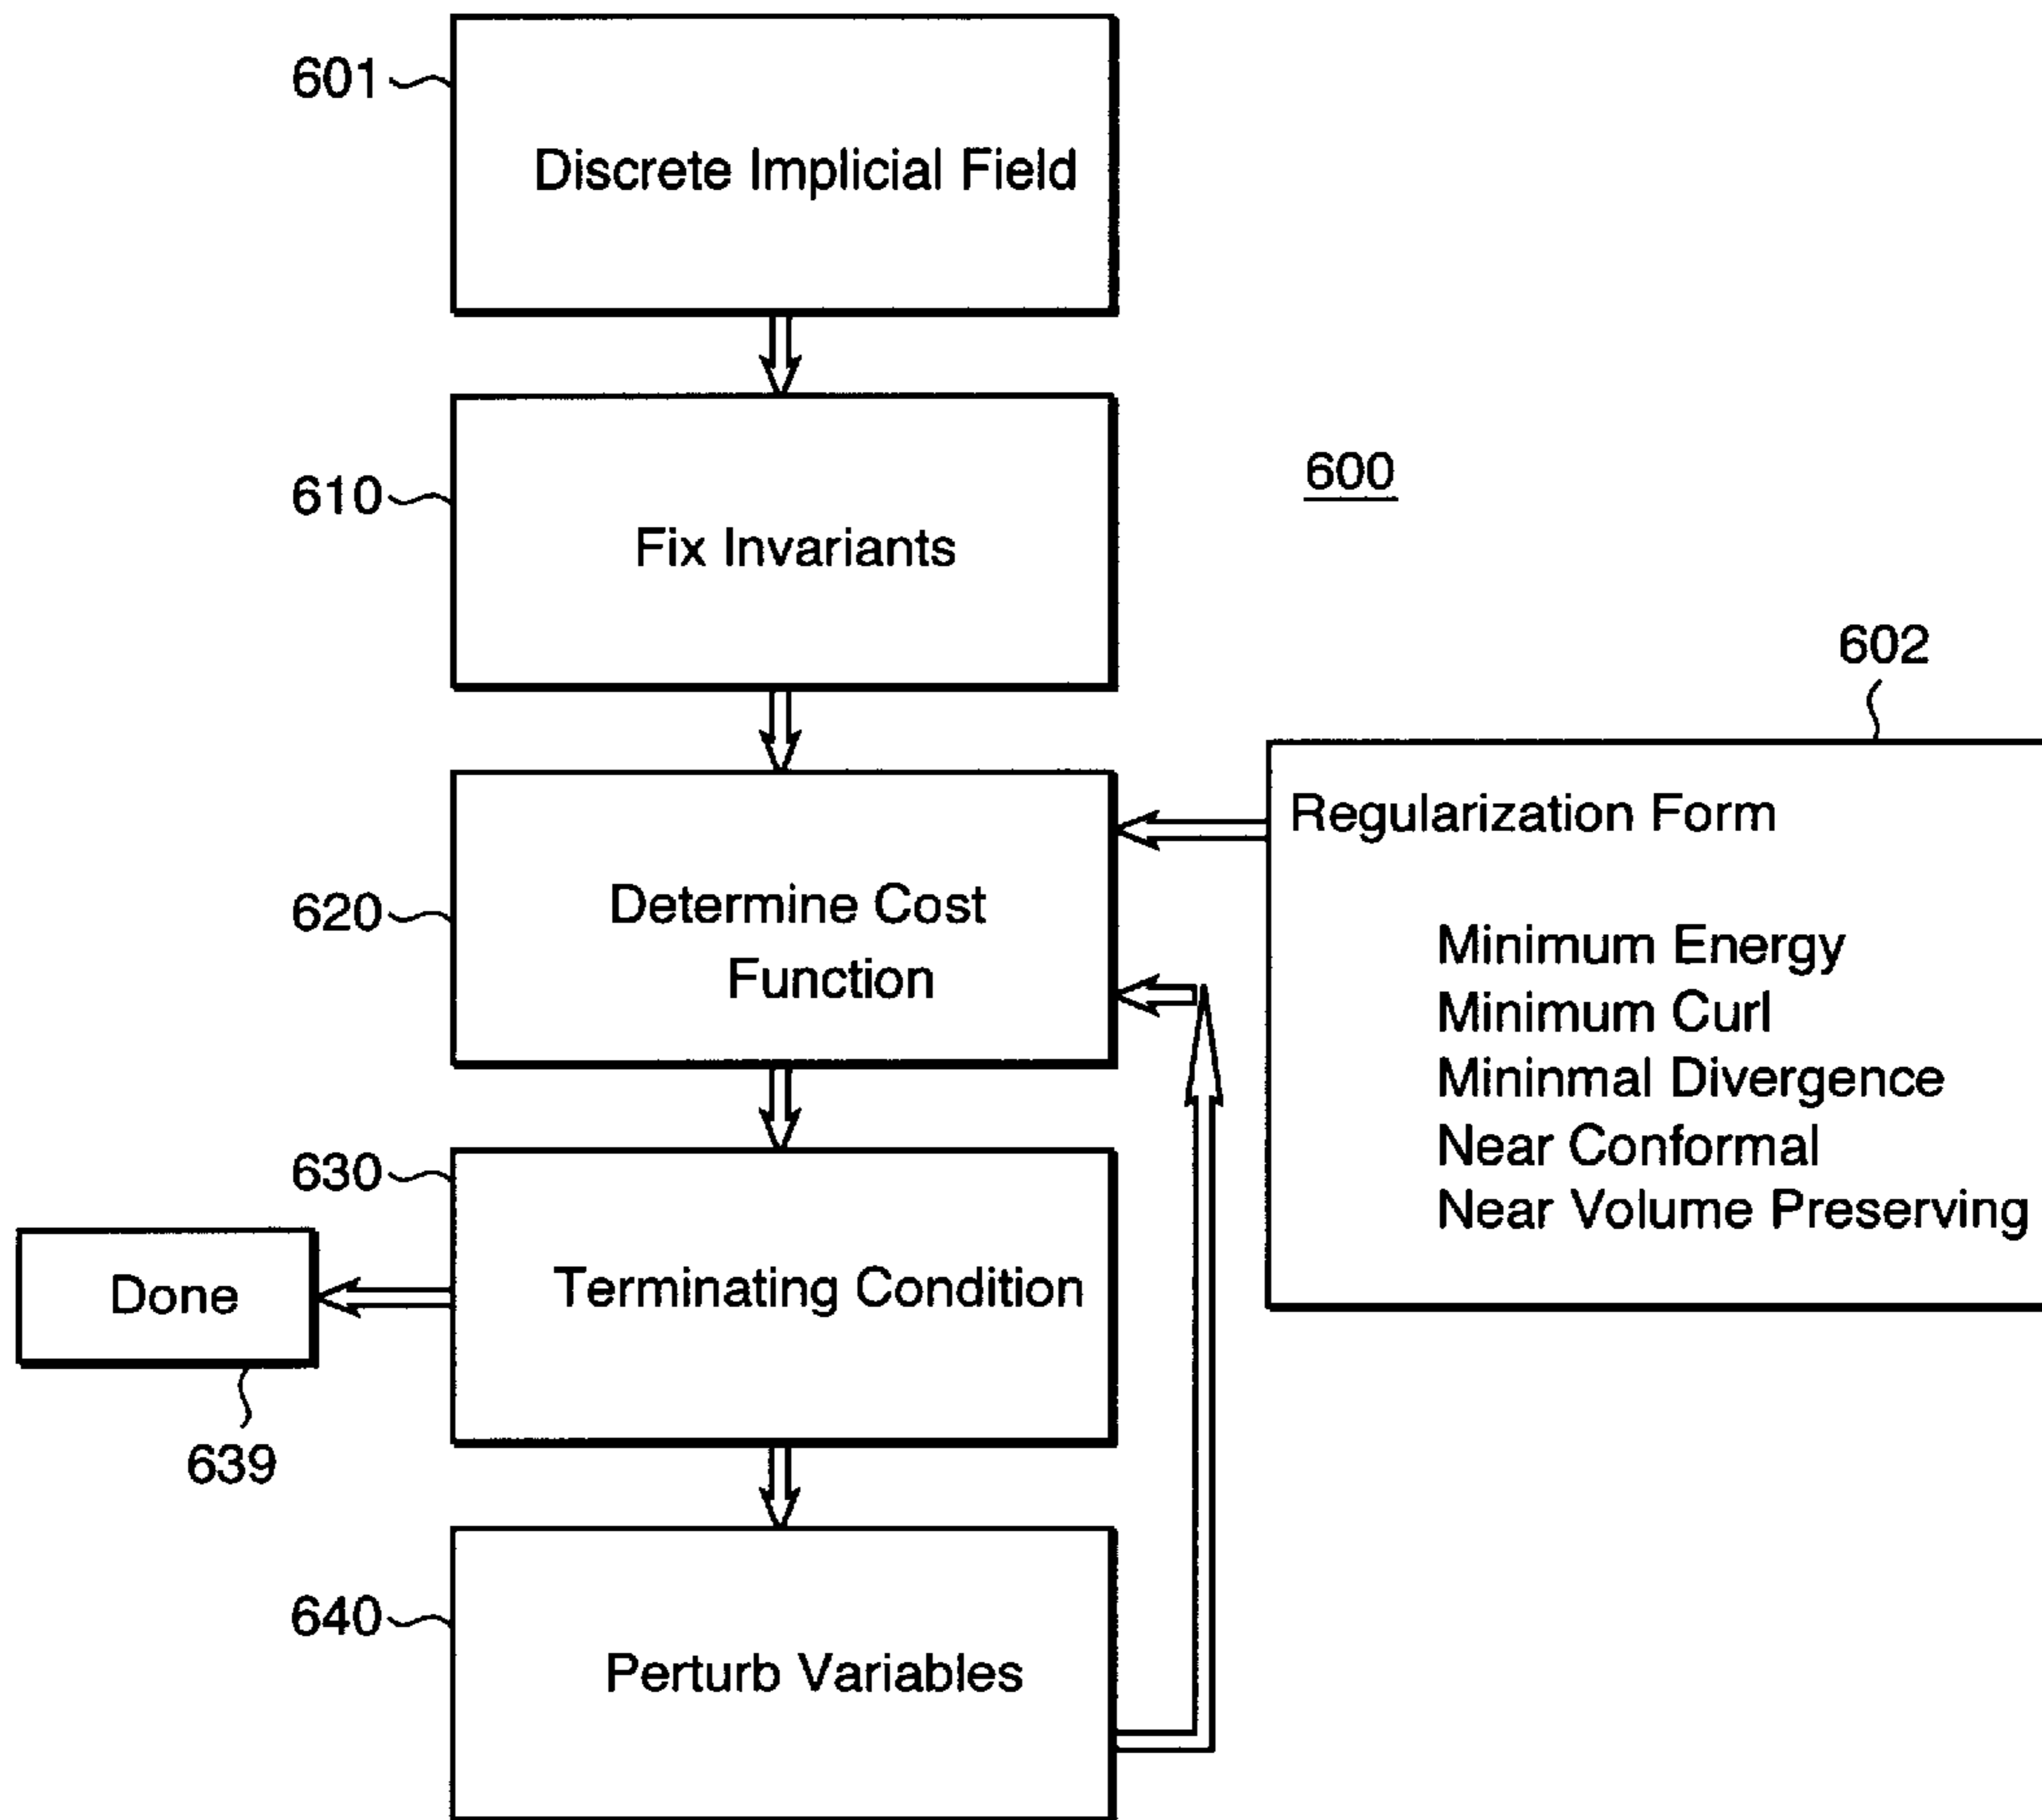 601
Discrete Implicial Field
610
Fix Invariants
600
602
Regularization Form
Minimum Energy
Minimum Curl
Mininmal Divergence
Near Conformal
Near Volume Preserving
620
Determine Cost
Function
630
Terminating Condition
Done
639
640
Perturb Variables